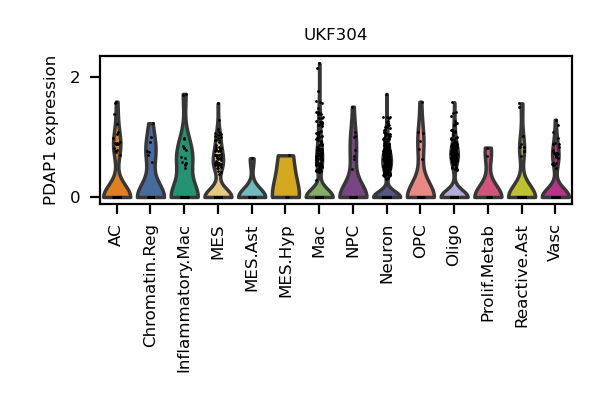 UKF304
PDAP1 expression
2
0
AC
Chromatin.Reg
Inflammatory.Mac
MES
MES.Ast
MES.Hyp
Mac
NPC
Neuron
OPC
Oligo
Prolif.Metab
Reactive.Ast
Vasc